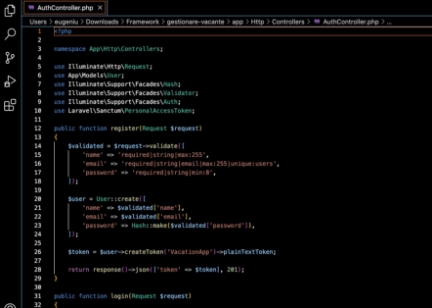 AuthController.php
Users > eugeniu > Downloads > Framework > gestionare-vacante > app > Http > Controllers > AuthController.php > ...
1 <?php
2
3 namespace App\Http\Controllers;
4
5 use Illuminate\Http\Request;
6 use App\Models\User;
7 use Illuminate\Support\Facades\Hash;
8 use Illuminate\Support\Facades\Validator;
9 use Illuminate\Support\Facades\Auth;
10 use Laravel\Sanctum\PersonalAccessToken;
11
12 public function register(Request $request)
13 {
14 $validated = $request->validate([
15 'name' => 'required|string|max:255',
16 'email' => 'required|string|email|max:255|unique:users',
17 'password' => 'required|string|min:8',
18 ]);
19
20 $user = User::create([
21 'name' => $validated['name'],
22 'email' => $validated['email'],
23 'password' => Hash::make($validated['password']),
24 ]);
25
26 $token = $user->createToken('VacationApp')->plainTextToken;
27
28 return response()->json(['token' => $token], 201);
29 }
30
31 public function login(Request $request)
32 {